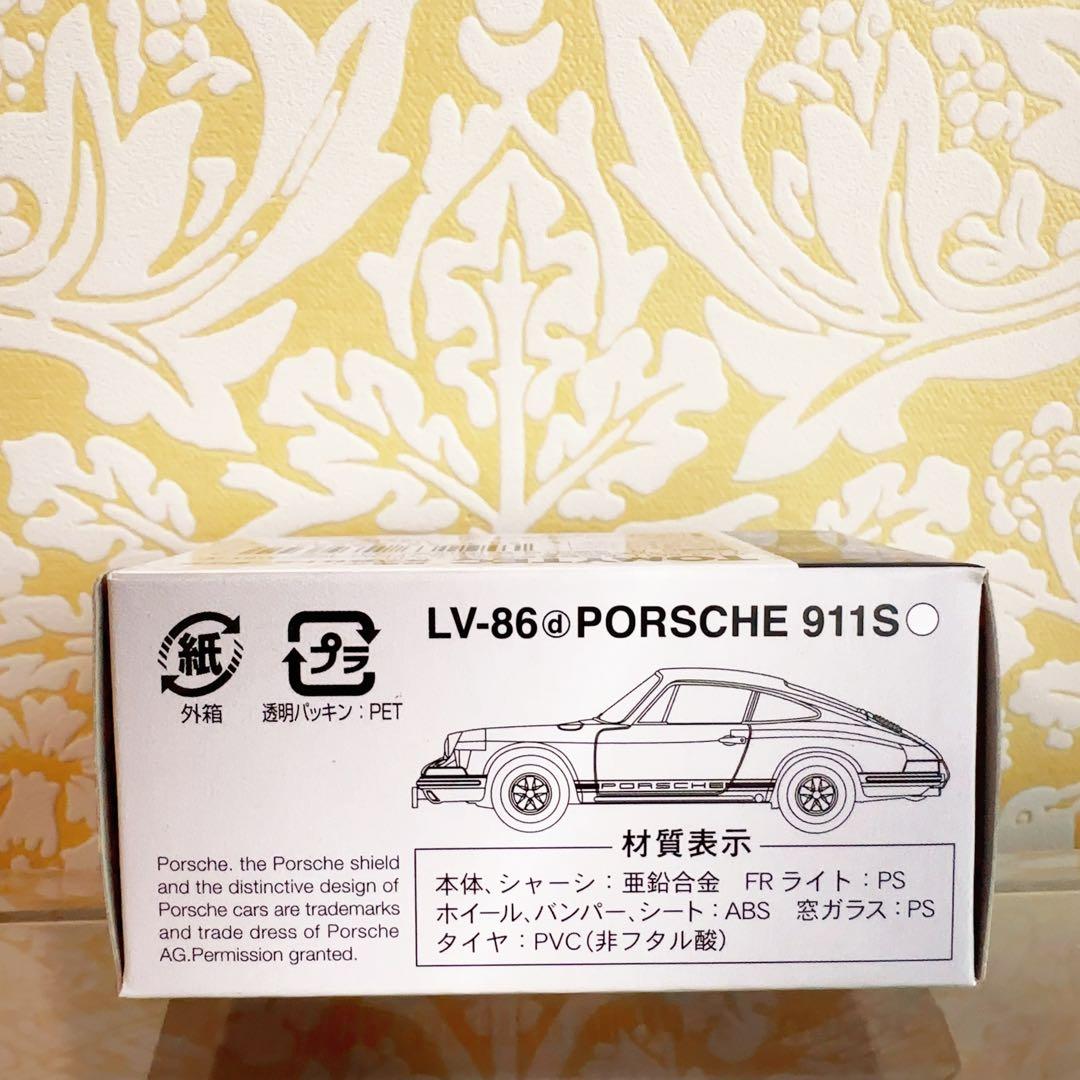 LV-86ⓓPORSCHE 911S
紙
外箱
プラ
透明パッキン：PET
PORSCHE
Porsche. the Porsche shield
and the distinctive design of
Porsche cars are trademarks
and trade dress of Porsche
AG.Permission granted.
材質表示
本体、シャーシ：亜鉛合金　FRライト：PS
ホイール、バンパー、シート：ABS　窓ガラス：PS
タイヤ：PVC（非フタル酸）